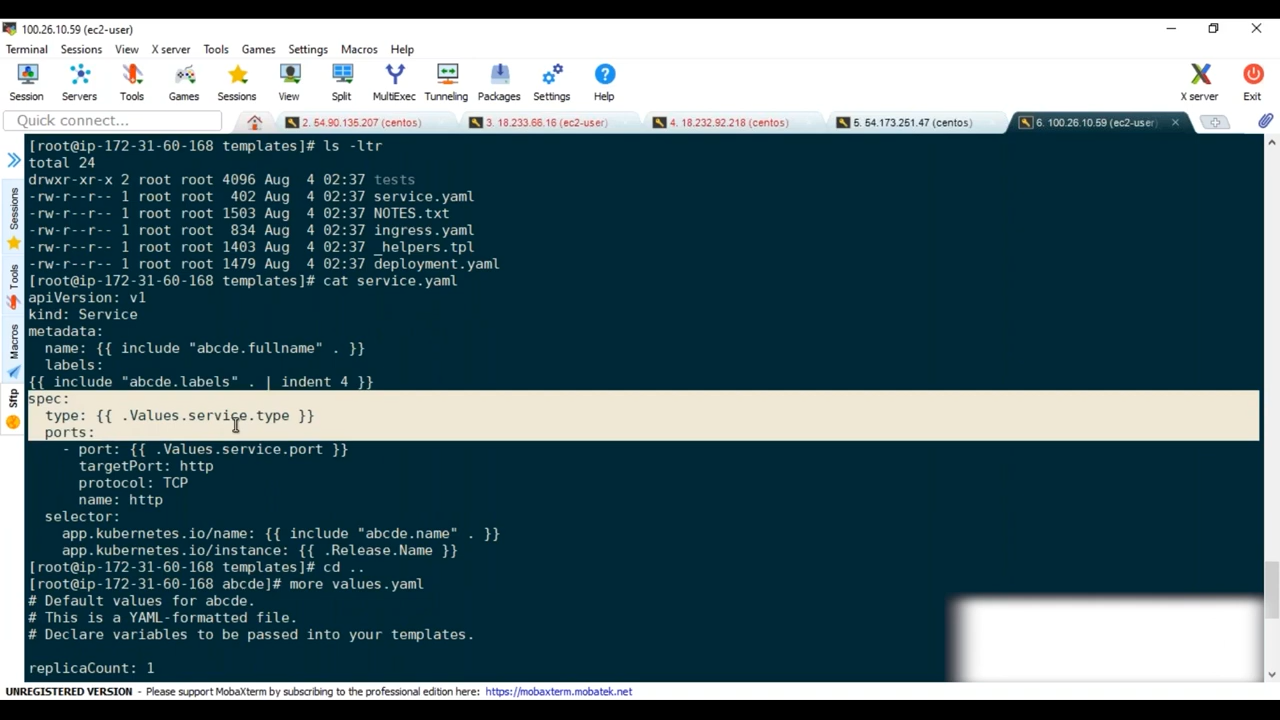 100.26.10.59 (ec2-user)
Terminal Sessions View X server Tools Games Settings Macros Help
Session Servers Tools Games Sessions View Split MultiExec Tunneling Packages Settings Help X server Exit
Quick connect...
2. 54.90.135.207 (centos) 3. 18.233.66.16 (ec2-user) 4. 18.232.92.218 (centos) 5. 54.173.251.47 (centos) 6. 100.26.10.59 (ec2-user)
Sessions
Tools
Macros
Sftp
[root@ip-172-31-60-168 templates]# ls -ltr
total 24
drwxr-xr-x 2 root root 4096 Aug  4 02:37 tests
-rw-r--r-- 1 root root  402 Aug  4 02:37 service.yaml
-rw-r--r-- 1 root root 1503 Aug  4 02:37 NOTES.txt
-rw-r--r-- 1 root root  834 Aug  4 02:37 ingress.yaml
-rw-r--r-- 1 root root 1403 Aug  4 02:37 _helpers.tpl
-rw-r--r-- 1 root root 1479 Aug  4 02:37 deployment.yaml
[root@ip-172-31-60-168 templates]# cat service.yaml
apiVersion: v1
kind: Service
metadata:
  name: {{ include "abcde.fullname" . }}
  labels:
{{ include "abcde.labels" . | indent 4 }}
spec:
  type: {{ .Values.service.type }}
  ports:
    - port: {{ .Values.service.port }}
      targetPort: http
      protocol: TCP
      name: http
  selector:
    app.kubernetes.io/name: {{ include "abcde.name" . }}
    app.kubernetes.io/instance: {{ .Release.Name }}
[root@ip-172-31-60-168 templates]# cd ..
[root@ip-172-31-60-168 abcde]# more values.yaml
# Default values for abcde.
# This is a YAML-formatted file.
# Declare variables to be passed into your templates.
replicaCount: 1
UNREGISTERED VERSION - Please support MobaXterm by subscribing to the professional edition here: https://mobaxterm.mobatek.net